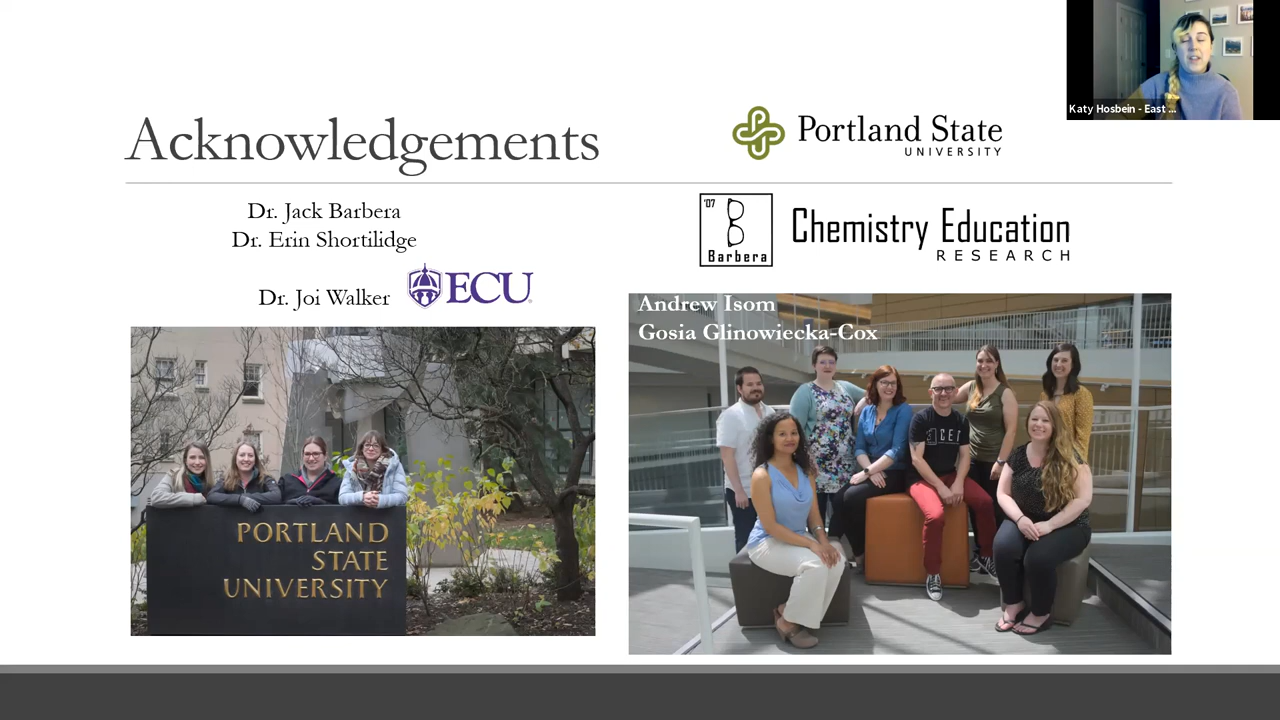 Katy Hosbein - East ...
Acknowledgements
Portland State
UNIVERSITY
Dr. Jack Barbera
Dr. Erin Shortilidge
Dr. Joi Walker
ECU
'07
Barbera
Chemistry Education
RESEARCH
Andrew Isom
Gosia Glinowiecka-Cox
PORTLAND
STATE
UNIVERSITY